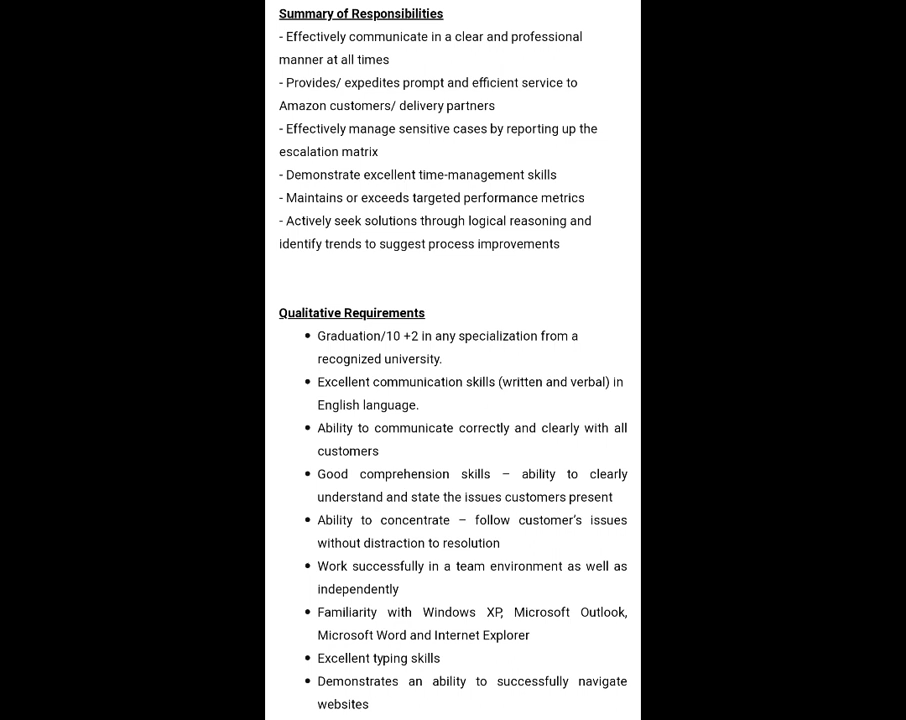 Summary of Responsibilities
- Effectively communicate in a clear and professional
manner at all times
- Provides/ expedites prompt and efficient service to
Amazon customers/ delivery partners
- Effectively manage sensitive cases by reporting up the
escalation matrix
- Demonstrate excellent time-management skills
- Maintains or exceeds targeted performance metrics
- Actively seek solutions through logical reasoning and
identify trends to suggest process improvements
Qualitative Requirements
• Graduation/10 +2 in any specialization from a
recognized university.
• Excellent communication skills (written and verbal) in
English language.
• Ability to communicate correctly and clearly with all
customers
• Good comprehension skills – ability to clearly
understand and state the issues customers present
• Ability to concentrate – follow customer's issues
without distraction to resolution
• Work successfully in a team environment as well as
independently
• Familiarity with Windows XP, Microsoft Outlook,
Microsoft Word and Internet Explorer
• Excellent typing skills
• Demonstrates an ability to successfully navigate
websites